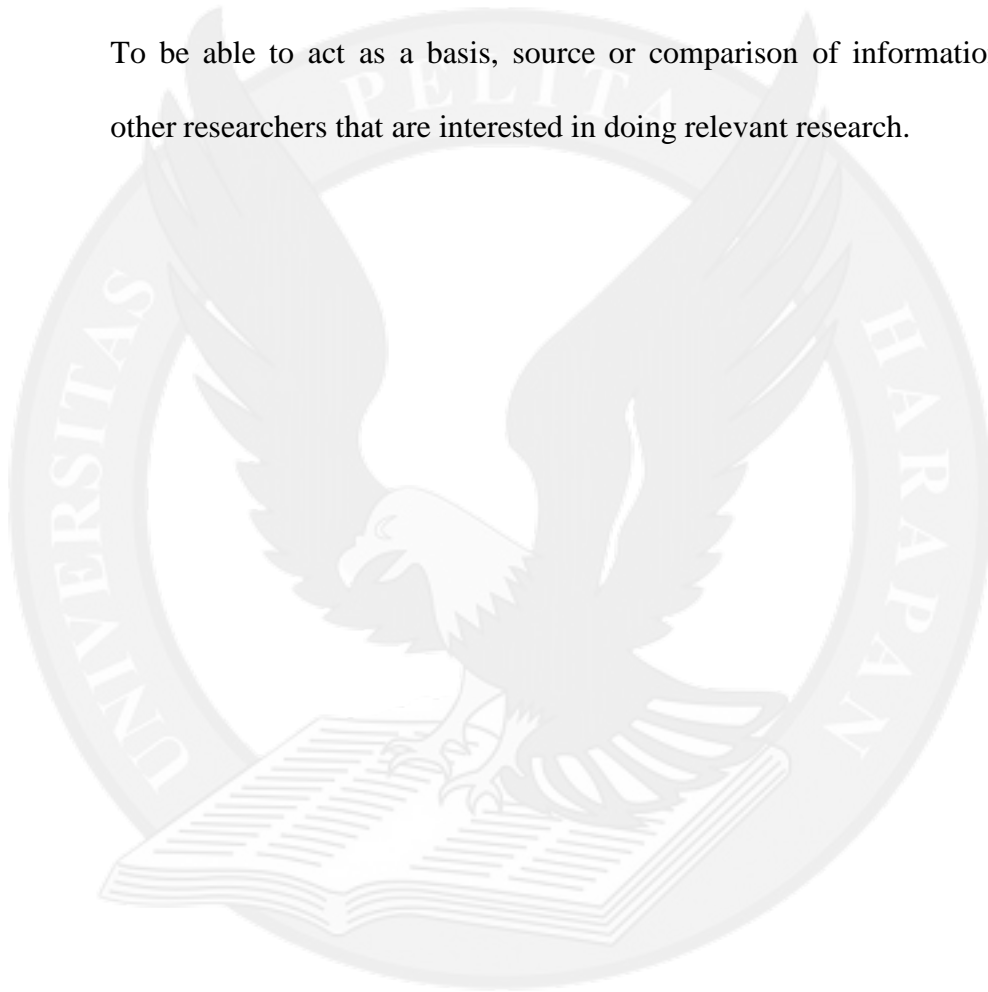 To be able to act as a basis, source or comparison of informatio
other researchers that are interested in doing relevant research.
UNIVERSITAS PELITA HARAPAN